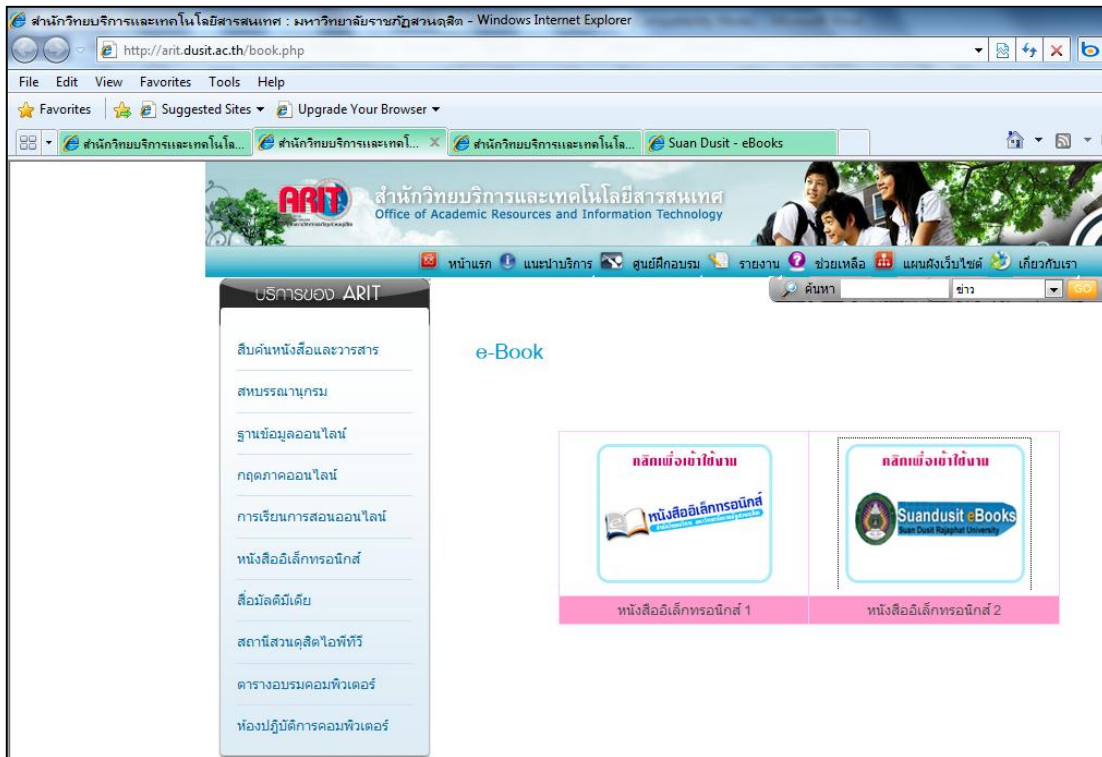 สำนักวิทยบริการและเทคโนโลยีสารสนเทศ : มหาวิทยาลัยราชภัฏสวนดุสิต - Windows Internet Explorer
http://arit.dusit.ac.th/book.php
File Edit View Favorites Tools Help
Favorites Suggested Sites Upgrade Your Browser
สำนักวิทยบริการและเทคโนโล... สำนักวิทยบริการและเทคโ... สำนักวิทยบริการและเทคโนโล... Suan Dusit - eBooks
ARIT สำนักวิทยบริการและเทคโนโลยีสารสนเทศ
Office of Academic Resources and Information Technology
หน้าแรก แนะนำบริการ ศูนย์ฝึกอบรม รายงาน ช่วยเหลือ แผนผังเว็บไซต์ เกี่ยวกับเรา
บริการของ ARIT
ค้นหา ข่าว GO
สืบค้นหนังสือและวารสาร
สหบรรณานุกรม
ฐานข้อมูลออนไลน์
กฤตภาคออนไลน์
การเรียนการสอนออนไลน์
หนังสืออิเล็กทรอนิกส์
สื่อมัลติมีเดีย
สถานีสวนดุสิตไอพีทีวี
ตารางอบรมคอมพิวเตอร์
ห้องปฏิบัติการคอมพิวเตอร์
e-Book
คลิกเพื่อเข้าใช้งาน คลิกเพื่อเข้าใช้งาน
หนังสืออิเล็กทรอนิกส์
Suandusit eBooks
Suan Dusit Rajaphat University
หนังสืออิเล็กทรอนิกส์ 1 หนังสืออิเล็กทรอนิกส์ 2